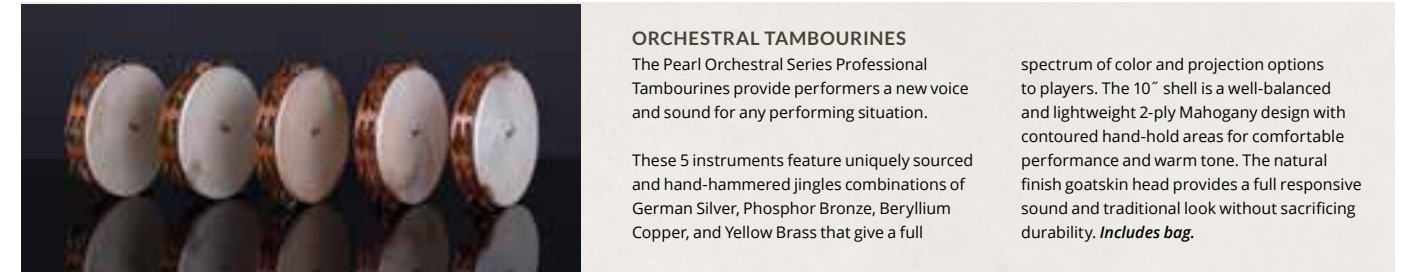 ORCHESTRAL TAMBOURINES
The Pearl Orchestral Series Professional
Tambourines provide performers a new voice
and sound for any performing situation.
These 5 instruments feature uniquely sourced
and hand-hammered jingles combinations of
German Silver, Phosphor Bronze, Beryllium
Copper, and Yellow Brass that give a full
spectrum of color and projection options
to players. The 10˝ shell is a well-balanced
and lightweight 2-ply Mahogany design with
contoured hand-hold areas for comfortable
performance and warm tone. The natural
finish goatskin head provides a full responsive
sound and traditional look without sacrificing
durability. Includes bag.